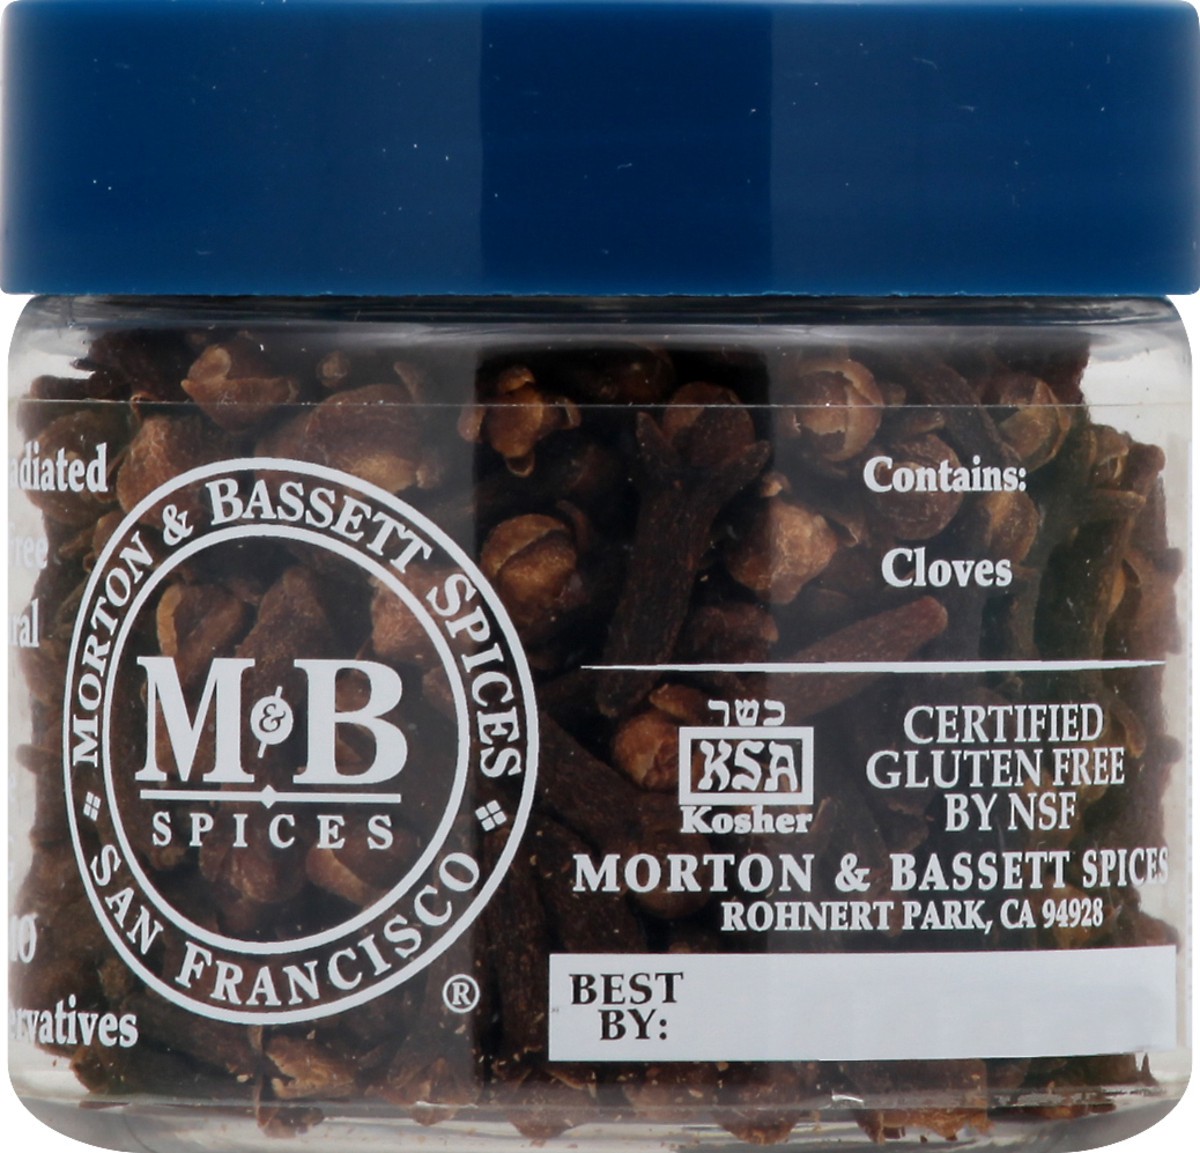 MORTON & BASSETT SPICES
SAN FRANCISCO
M&B
SPICES
®
Contains:
Cloves
כשר
KSA
Kosher
CERTIFIED
GLUTEN FREE
BY NSF
MORTON & BASSETT SPICES
ROHNERT PARK, CA 94928
BEST
BY: